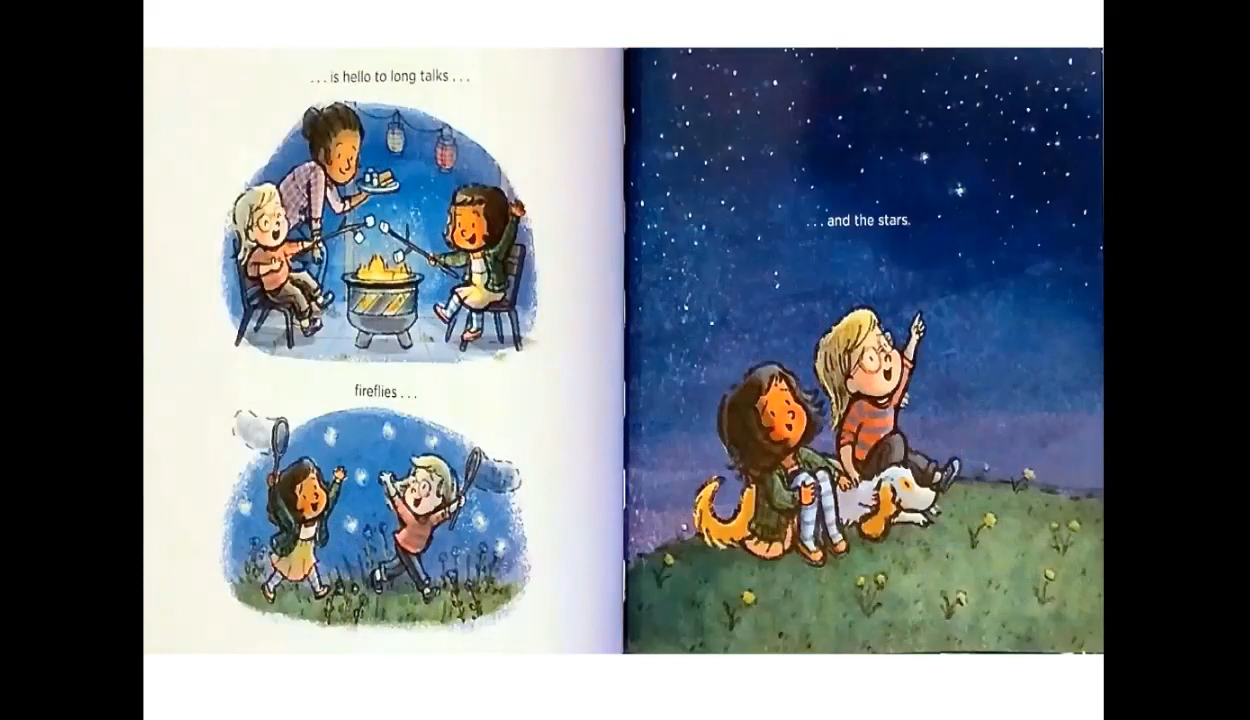 . . . is hello to long talks . . .
fireflies . . .
. . . and the stars.